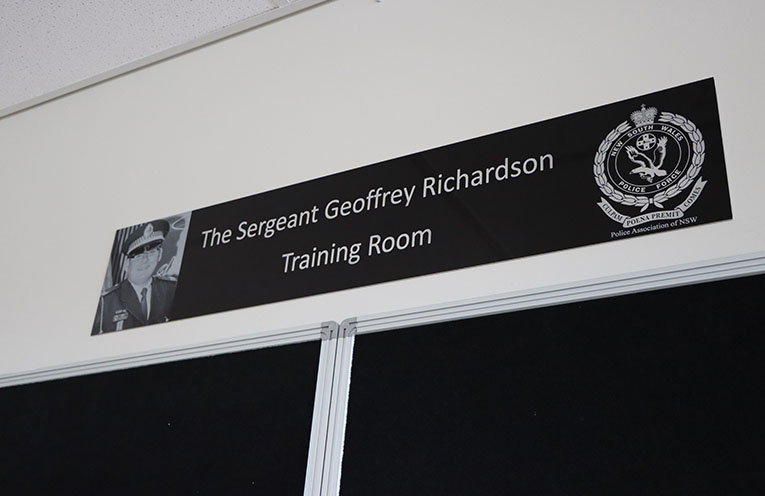 The Sergeant Geoffrey Richardson
Training Room
NEW SOUTH WALES
POLICE FORCE
CULPAM POENA PREMIT COMES
Police Association of NSW